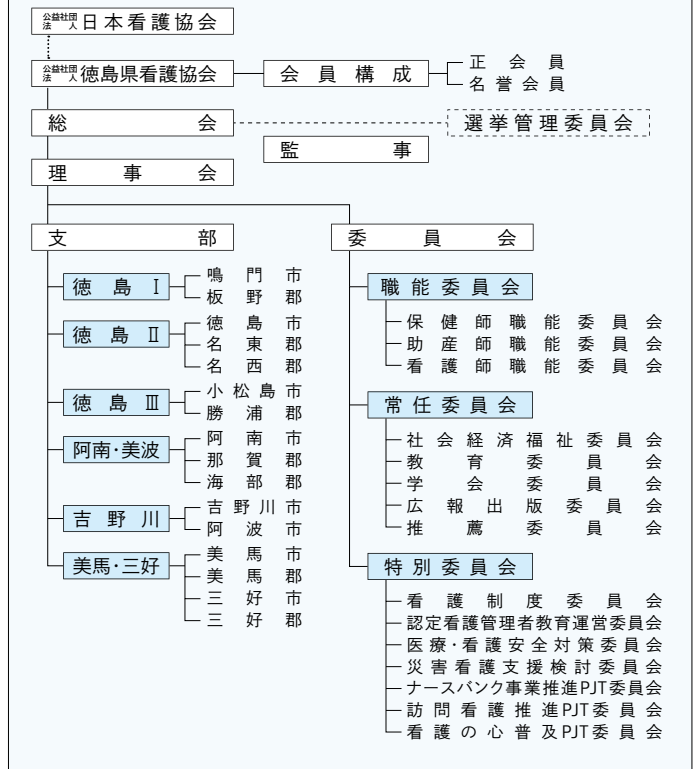 公益社団法人日本看護協会
公益社団法人徳島県看護協会
会員構成
正会員
名誉会員
総会
選挙管理委員会
監事
理事会
支部
徳島Ⅰ
鳴門市
板野郡
徳島Ⅱ
徳島市
名東郡
名西郡
徳島Ⅲ
小松島市
勝浦郡
阿南・美波
阿南市
那賀郡
海部郡
吉野川
吉野川市
阿波市
美馬・三好
美馬市
美馬郡
三好市
三好郡
委員会
職能委員会
保健師職能委員会
助産師職能委員会
看護師職能委員会
常任委員会
社会経済福祉委員会
教育委員会
学会委員会
広報出版委員会
推薦委員会
特別委員会
看護制度委員会
認定看護管理者教育運営委員会
医療・看護安全対策委員会
災害看護支援検討委員会
ナースバンク事業推進PJT委員会
訪問看護推進PJT委員会
看護の心普及PJT委員会